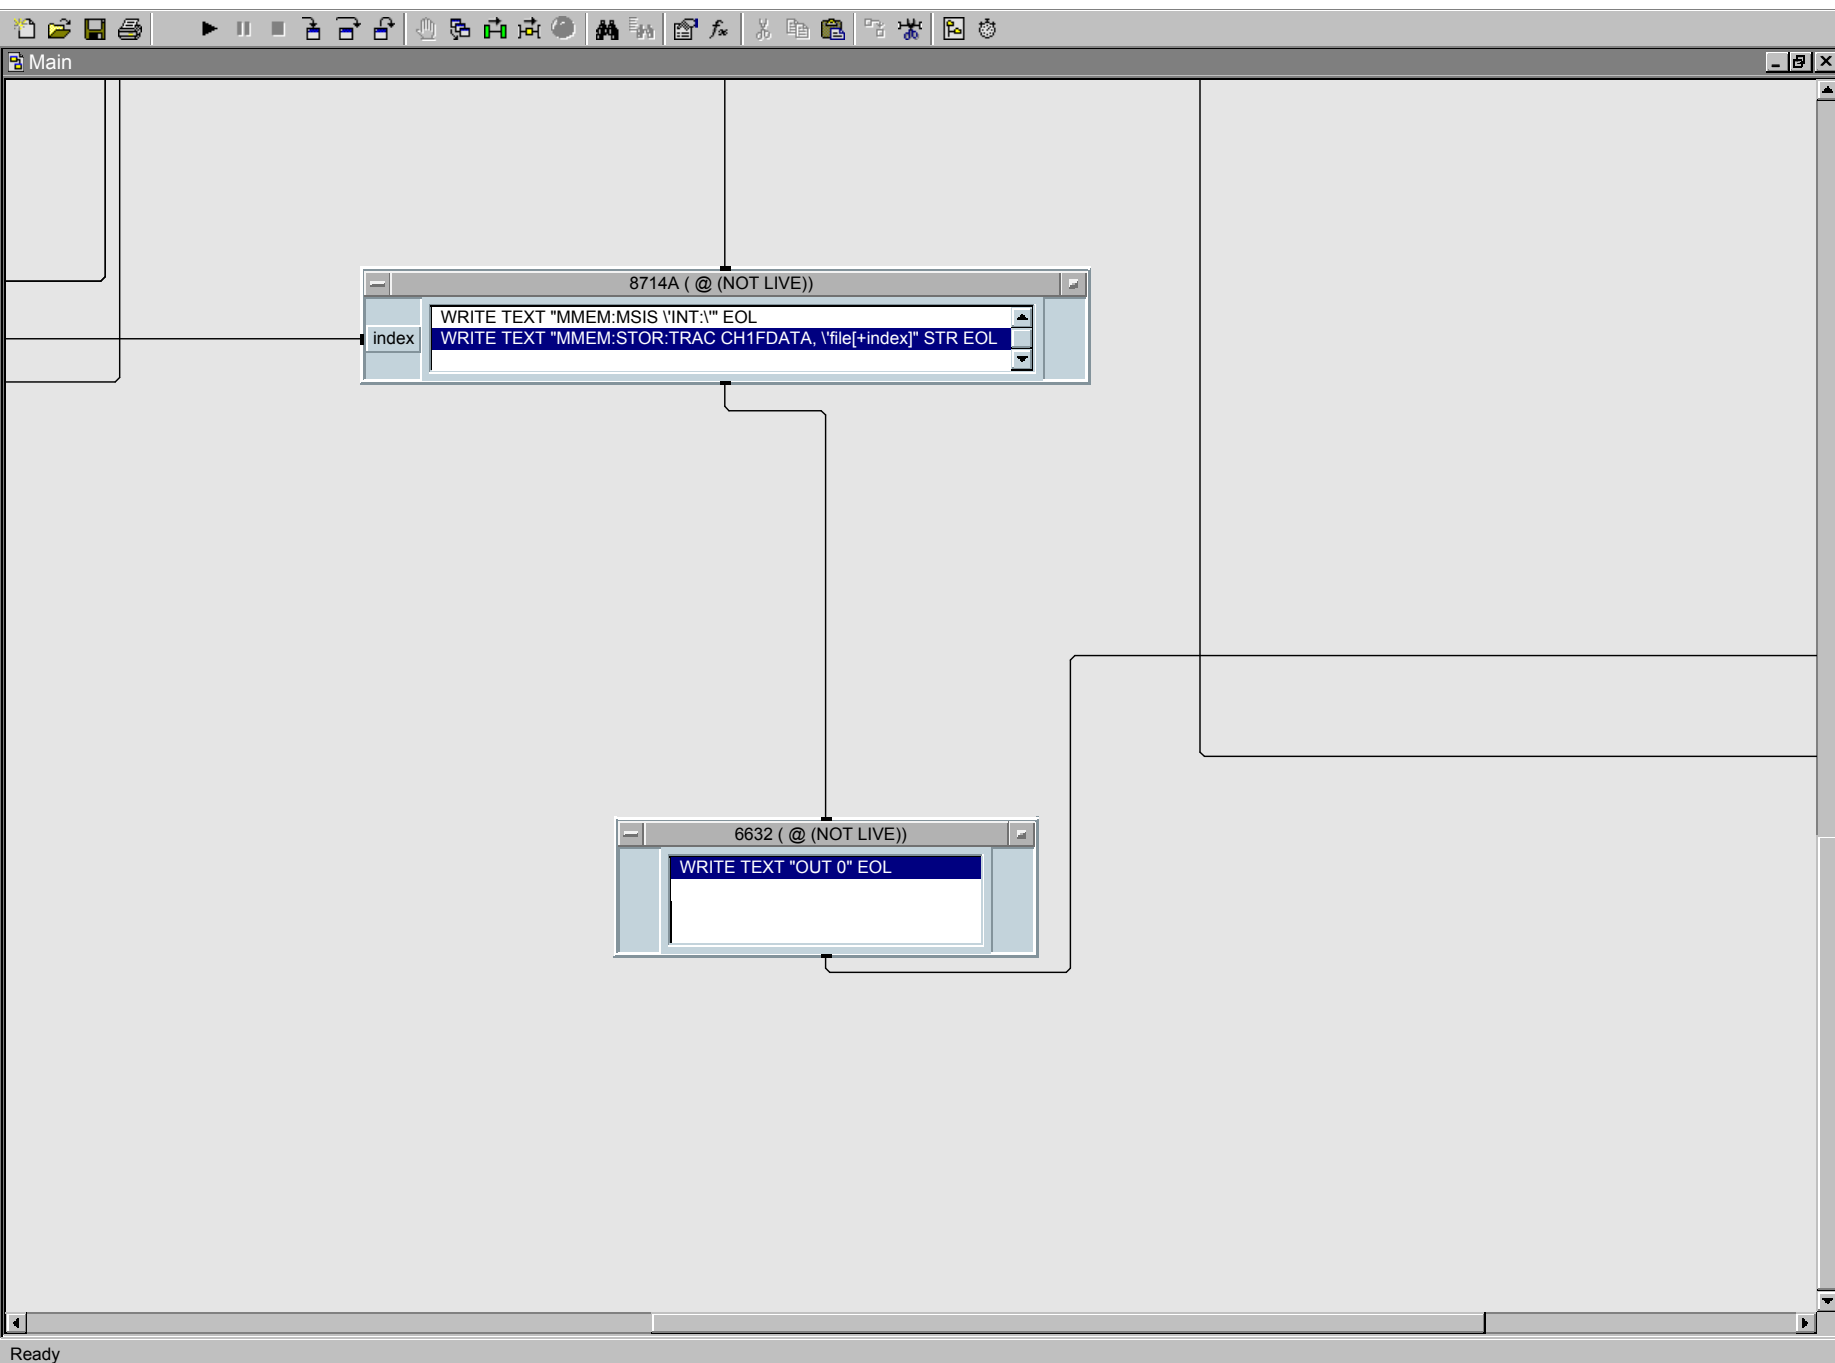 Main
8714A ( @ (NOT LIVE))
index
WRITE TEXT "MMEM:MSIS \'INT:\'" EOL
WRITE TEXT "MMEM:STOR:TRAC CH1FDATA, \'file[+index]" STR EOL
6632 ( @ (NOT LIVE))
WRITE TEXT "OUT 0" EOL
Ready